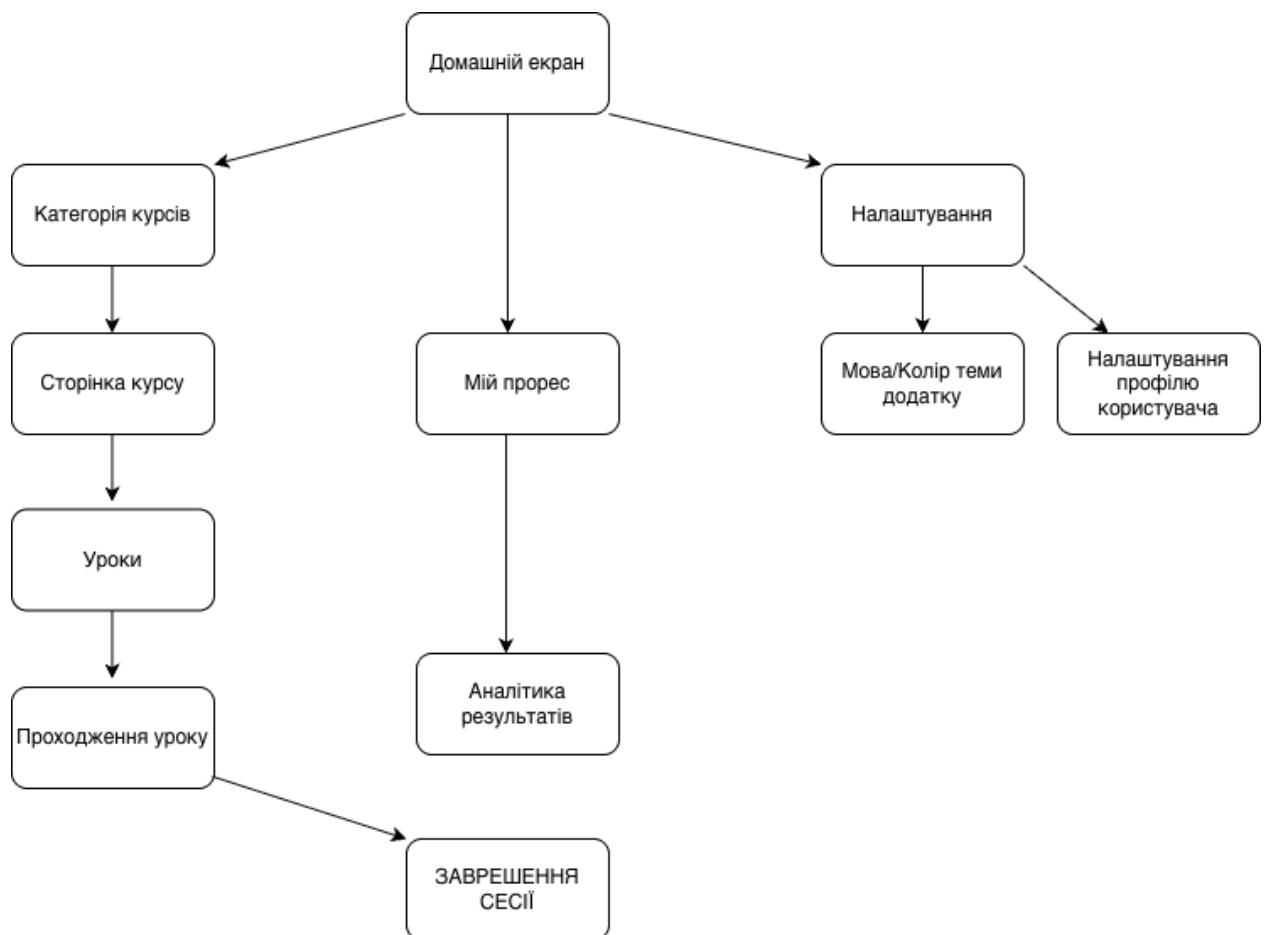 Домашній екран
Категорія курсів
Налаштування
Сторінка курсу
Мій прорес
Мова/Колір теми
додатку
Налаштування
профілю
користувача
Уроки
Аналітика
результатів
Проходження уроку
ЗАВРЕШЕННЯ
СЕСІЇ